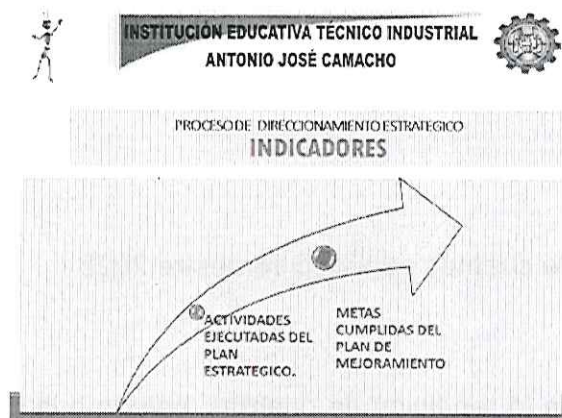 INSTITUCIÓN EDUCATIVA TÉCNICO INDUSTRIAL
ANTONIO JOSÉ CAMACHO
PROCESO DE DIRECCIONAMIENTO ESTRATEGICO
INDICADORES
ACTIVIDADES
EJECUTADAS DEL
PLAN
ESTRATEGICO.
METAS
CUMPLIDAS DEL
PLAN DE
MEJORAMIENTO